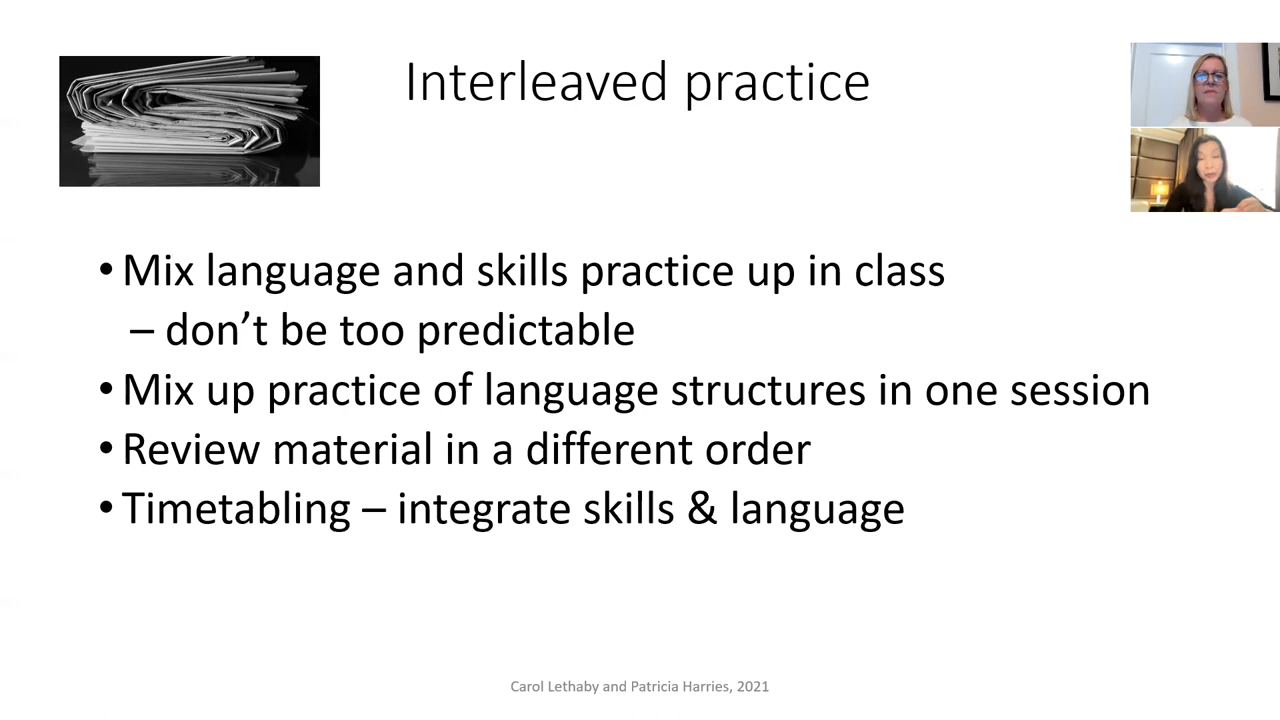 Interleaved practice
• Mix language and skills practice up in class
– don’t be too predictable
• Mix up practice of language structures in one session
• Review material in a different order
• Timetabling – integrate skills & language
Carol Lethaby and Patricia Harries, 2021